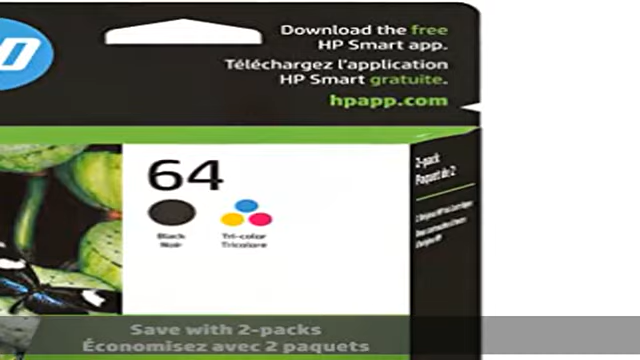 Download the free
HP Smart app.
Téléchargez l'application
HP Smart gratuite.
hpapp.com
64
Black
Noir
Tri-color
Tricolore
2-pack
Paquet de 2
Save with 2-packs
Économisez avec 2 paquets